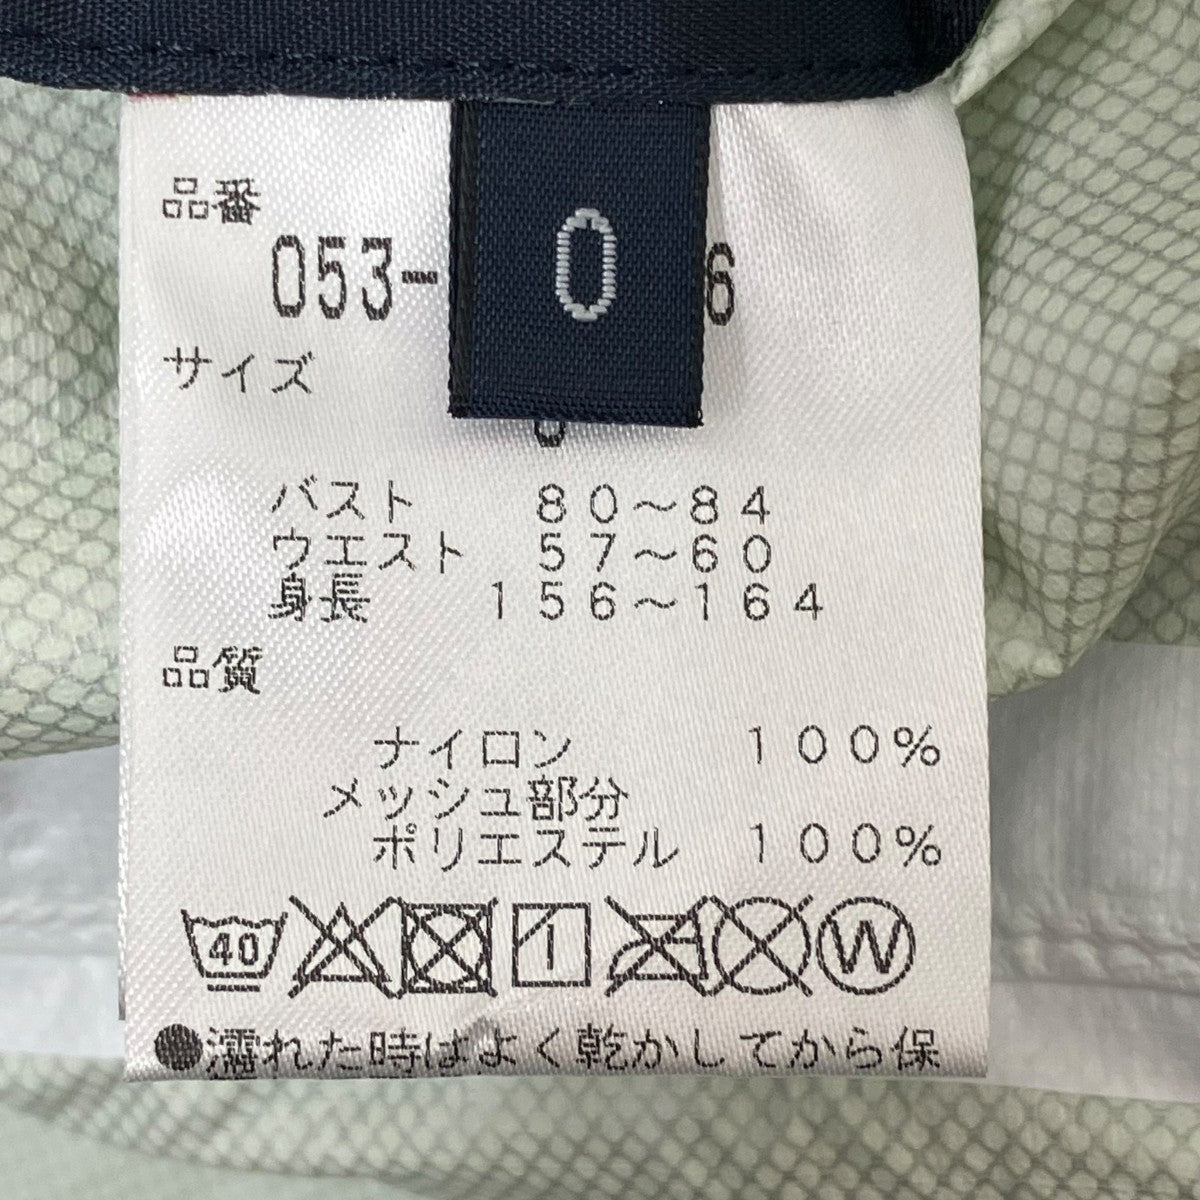 品番
053-
6
0
サイズ
バスト 80～84
ウエスト 57～60
身長 156～164
品質
ナイロン 100%
メッシュ部分
ポリエステル 100%
40 W
●濡れた時はよく乾かしてから保